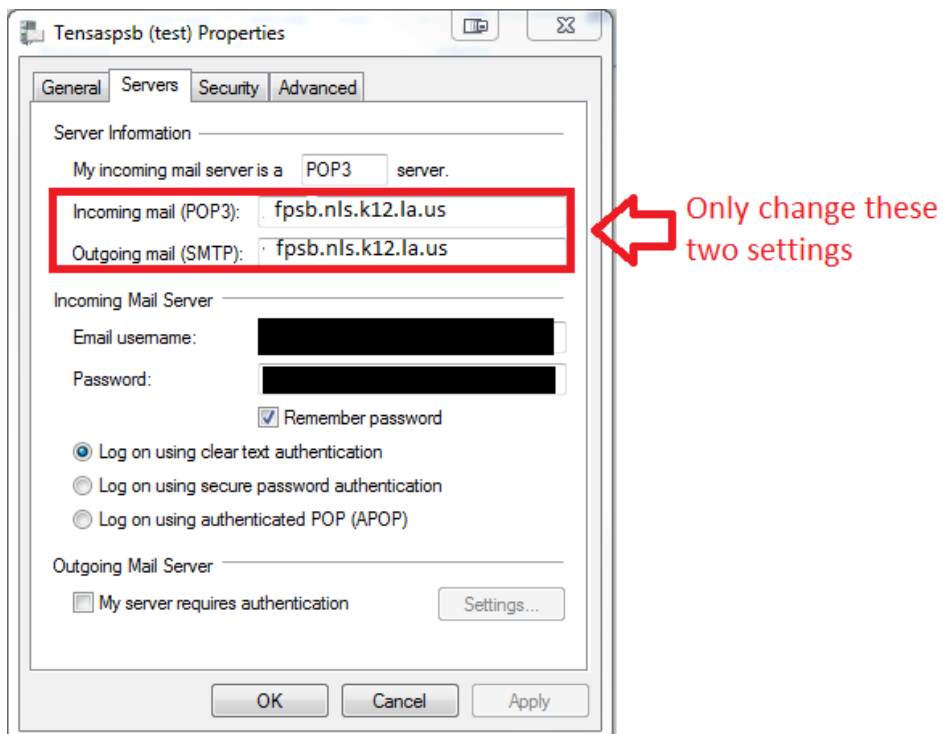 Tensaspsb (test) Properties
General Servers Security Advanced
Server Information
My incoming mail server is a POP3 server.
Incoming mail (POP3): fpsb.nls.k12.la.us
Outgoing mail (SMTP): fpsb.nls.k12.la.us
Only change these
two settings
Incoming Mail Server
Email username:
Password:
Remember password
Log on using clear text authentication
Log on using secure password authentication
Log on using authenticated POP (APOP)
Outgoing Mail Server
My server requires authentication Settings...
OK Cancel Apply